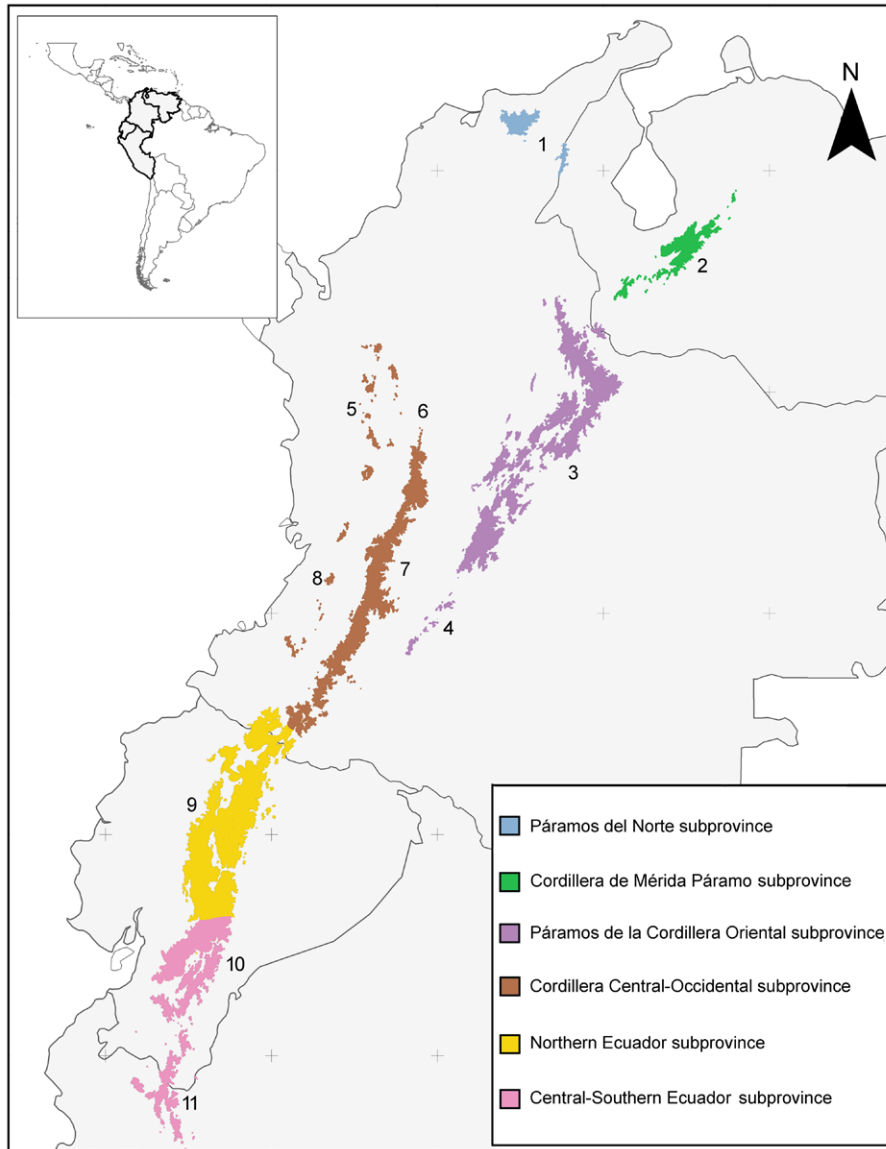 N
1
2
3
4
5
6
7
8
9
10
11
Páramos del Norte subprovince
Cordillera de Mérida Páramo subprovince
Páramos de la Cordillera Oriental subprovince
Cordillera Central-Occidental subprovince
Northern Ecuador subprovince
Central-Southern Ecuador subprovince